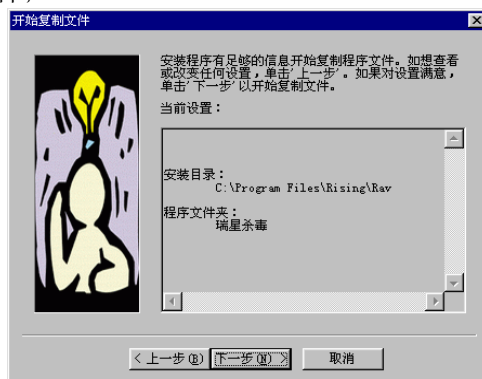 开始复制文件
安装程序有足够的信息开始复制程序文件。如想查看
或改变任何设置，单击'上一步'。如果对设置满意，
单击'下一步'以开始复制文件。
当前设置：
安装目录：
C:\Program Files\Rising\Rav
程序文件夹：
瑞星杀毒
< 上一步(B) 下一步(N) > 取消